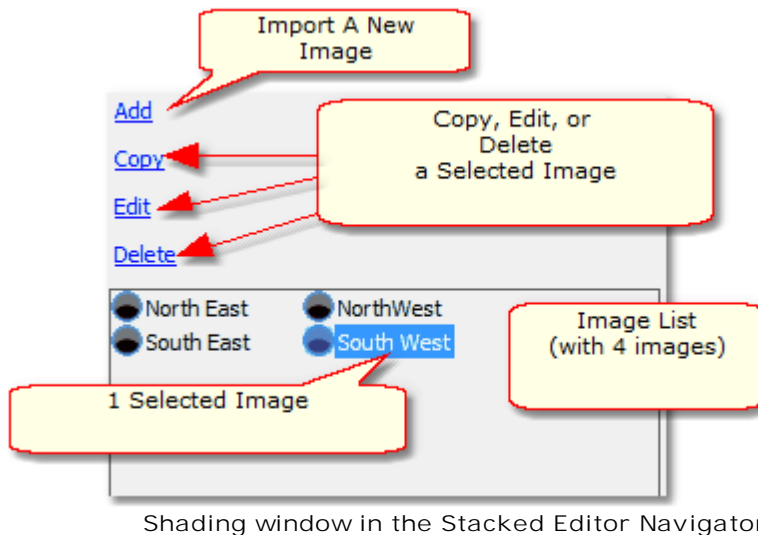 Import A New
Image
Add
Copy, Edit, or
Delete
a Selected Image
Copy
Edit
Delete
North East
NorthWest
South East
South West
Image List
(with 4 images)
1 Selected Image
Shading window in the Stacked Editor Navigator